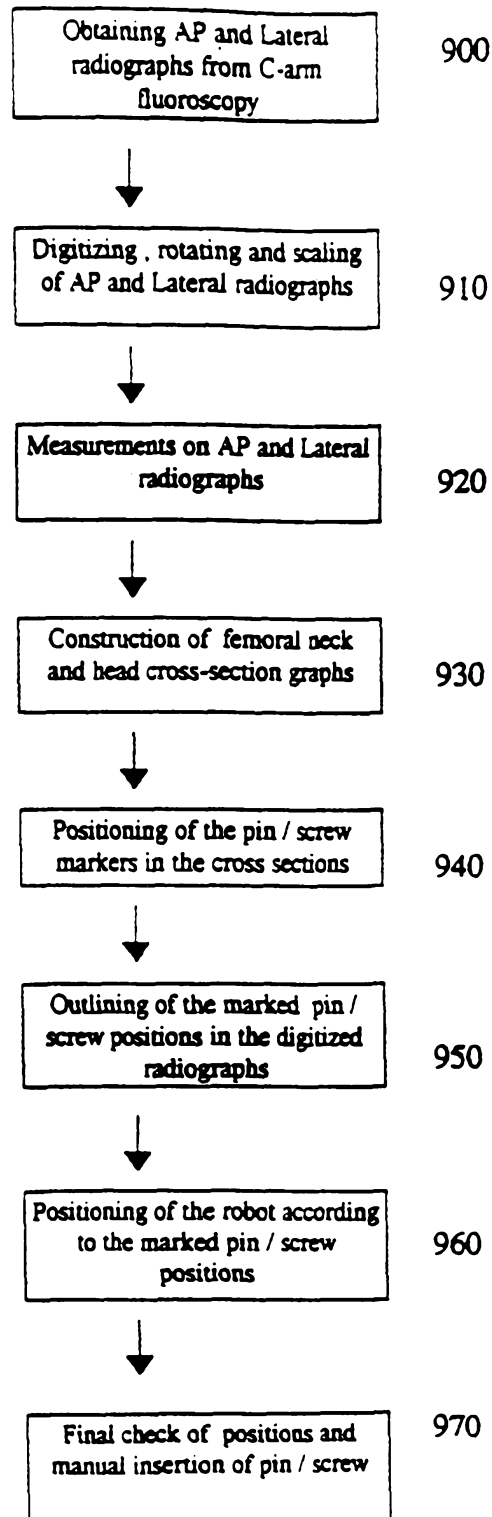 Obtaining AP and Lateral
radiographs from C-arm
fluoroscopy
900
Digitizing , rotating and scaling
of AP and Lateral radiographs
910
Measurements on AP and Lateral
radiographs
920
Construction of femoral neck
and head cross-section graphs
930
Positioning of the pin / screw
markers in the cross sections
940
Outlining of the marked pin /
screw positions in the digitized
radiographs
950
Positioning of the robot according
to the marked pin / screw
positions
960
Final check of positions and
manual insertion of pin / screw
970